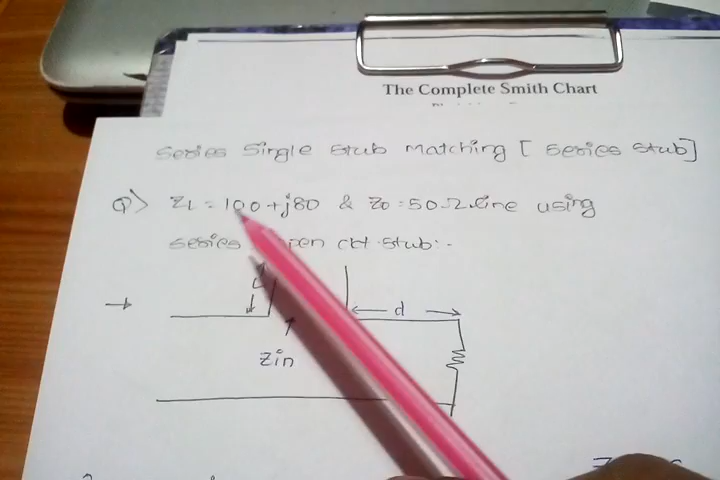 The Complete Smith Chart
Series Single Stub Matching [ Series Stub]
Q> ZL = 100 + j80 & Z0 = 50Ω line using
series ckt stub:-
d
Zin